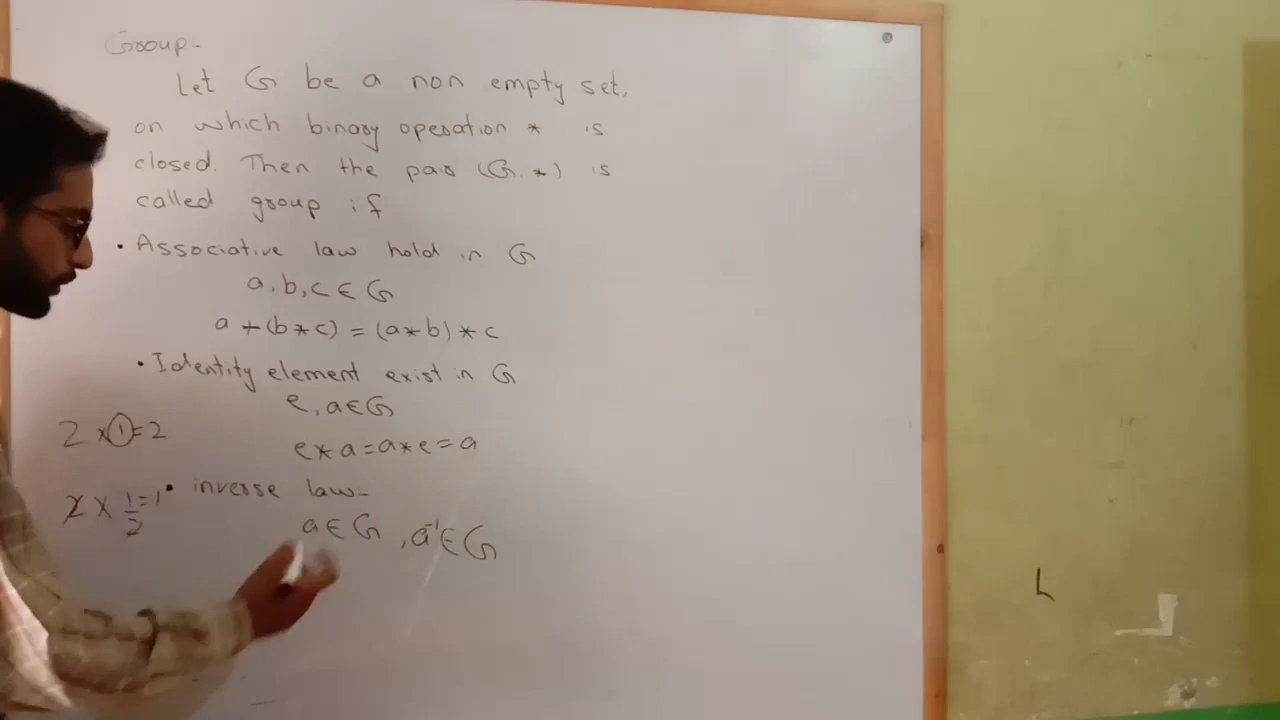 Group-
Let G be a non empty set,
on which binary operation * is
closed. Then the pair (G, *) is
called group if
• Associative law hold in G
a, b, c ∈ G
a * (b * c) = (a * b) * c
• Identity element exist in G
e, a ∈ G
2 × 1 = 2
e * a = a * e = a
2 × 1/2 = 1
• inverse law-
a ∈ G, a⁻¹ ∈ G